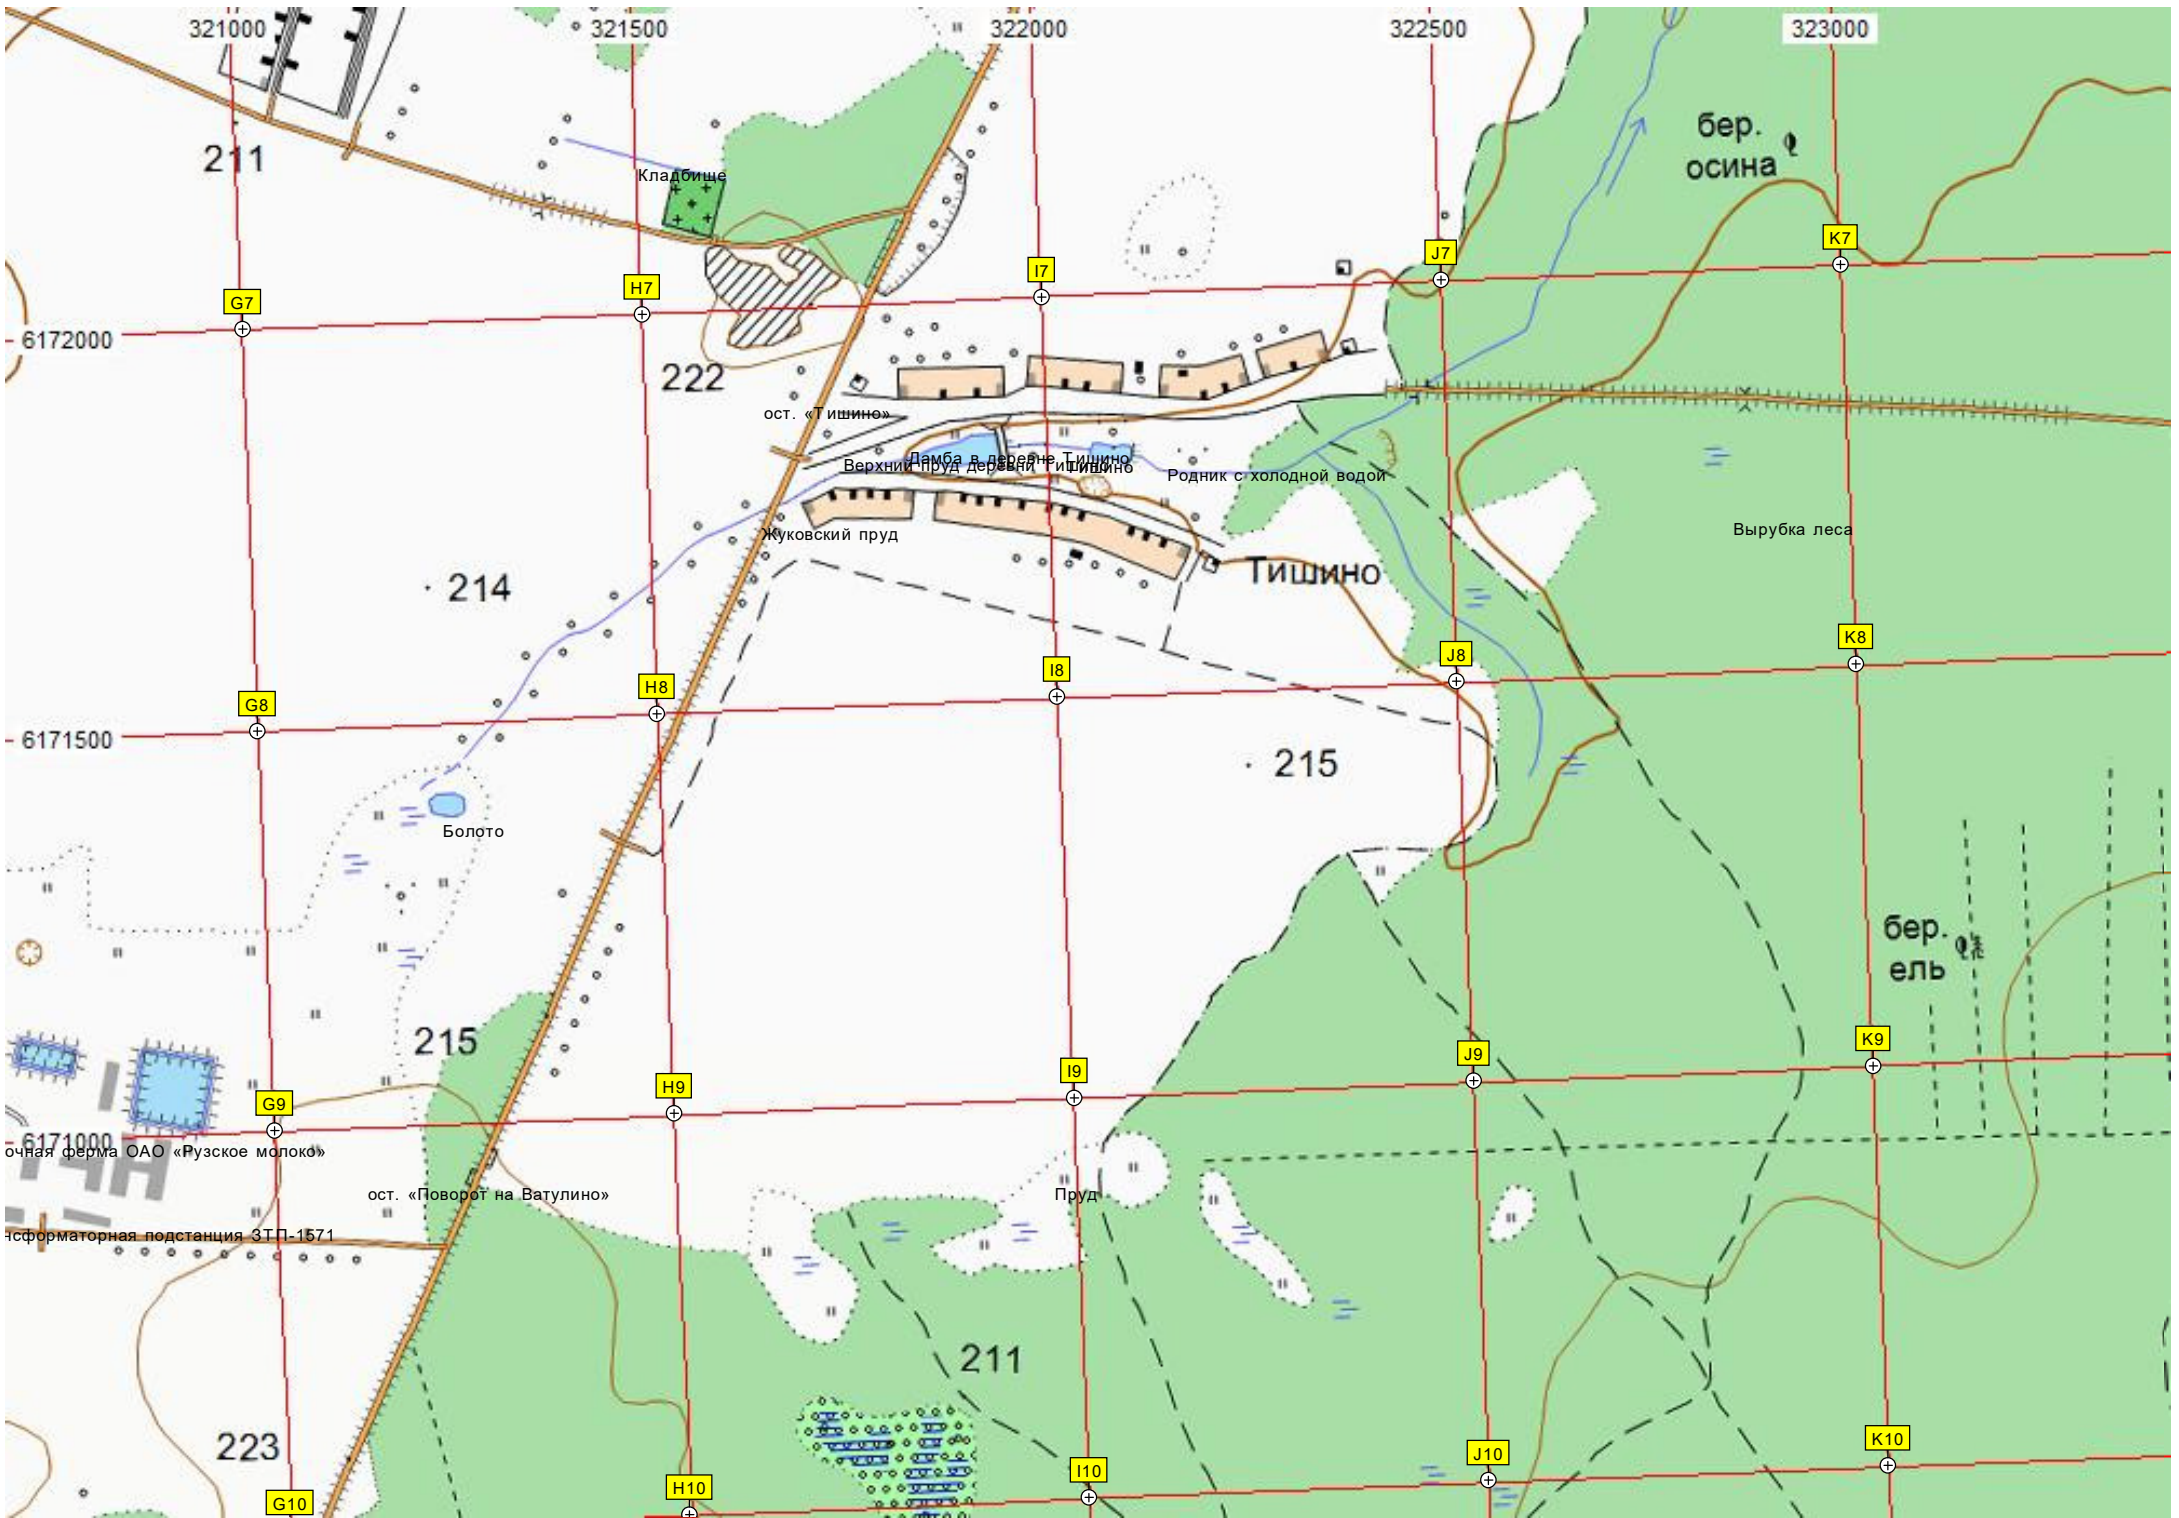 321000
321500
322000
322500
323000
бер.
осина
211
Кладбище
K7
J7
I7
H7
G7
6172000
222
ост. «Тишино»
Дамба в деревне Тишино
Верхний пруд деревни Тишино
Тишино
Родник с холодной водой
Жуковский пруд
Вырубка леса
Тишино
214
K8
J8
I8
H8
G8
6171500
215
Болото
бер.
ель
215
K9
J9
I9
H9
G9
6171000
очная ферма ОАО «Рузское молоко»
ост. «Поворот на Ватулино»
Пруд
нсформаторная подстанция ЗТП-1571
211
223
K10
J10
I10
H10
G10